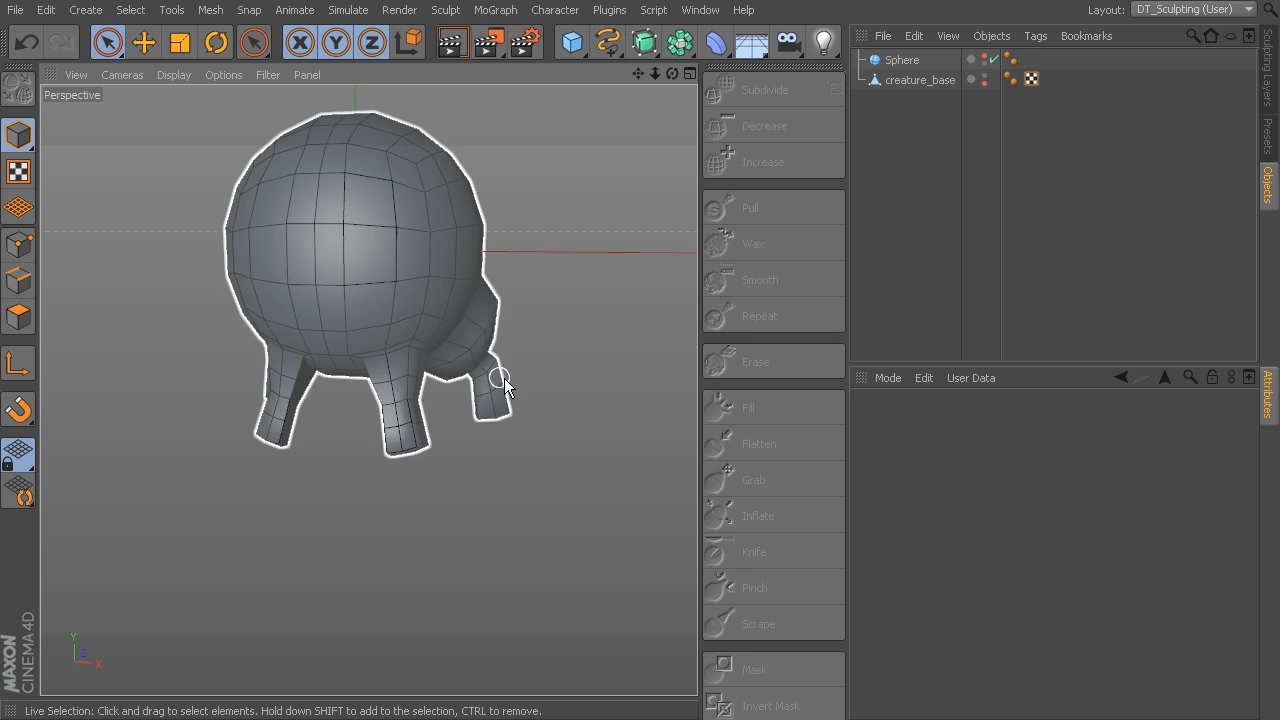 File Edit Create Select Tools Mesh Snap Animate Simulate Render Sculpt MoGraph Character Plugins Script Window Help
Layout: DT_Sculpting (User)
X Y Z
File Edit View Objects Tags Bookmarks
Sphere
creature_base
View Cameras Display Options Filter Panel
Perspective
Subdivide
Decrease
Increase
Pull
Wax
Smooth
Repeat
Erase
Fill
Flatten
Grab
Inflate
Knife
Pinch
Scrape
Mask
Invert Mask
Mode Edit User Data
Sculpting Layers
Presets
Objects
Attributes
Y
Z
X
MAXON
CINEMA 4D
Live Selection: Click and drag to select elements. Hold down SHIFT to add to the selection, CTRL to remove.